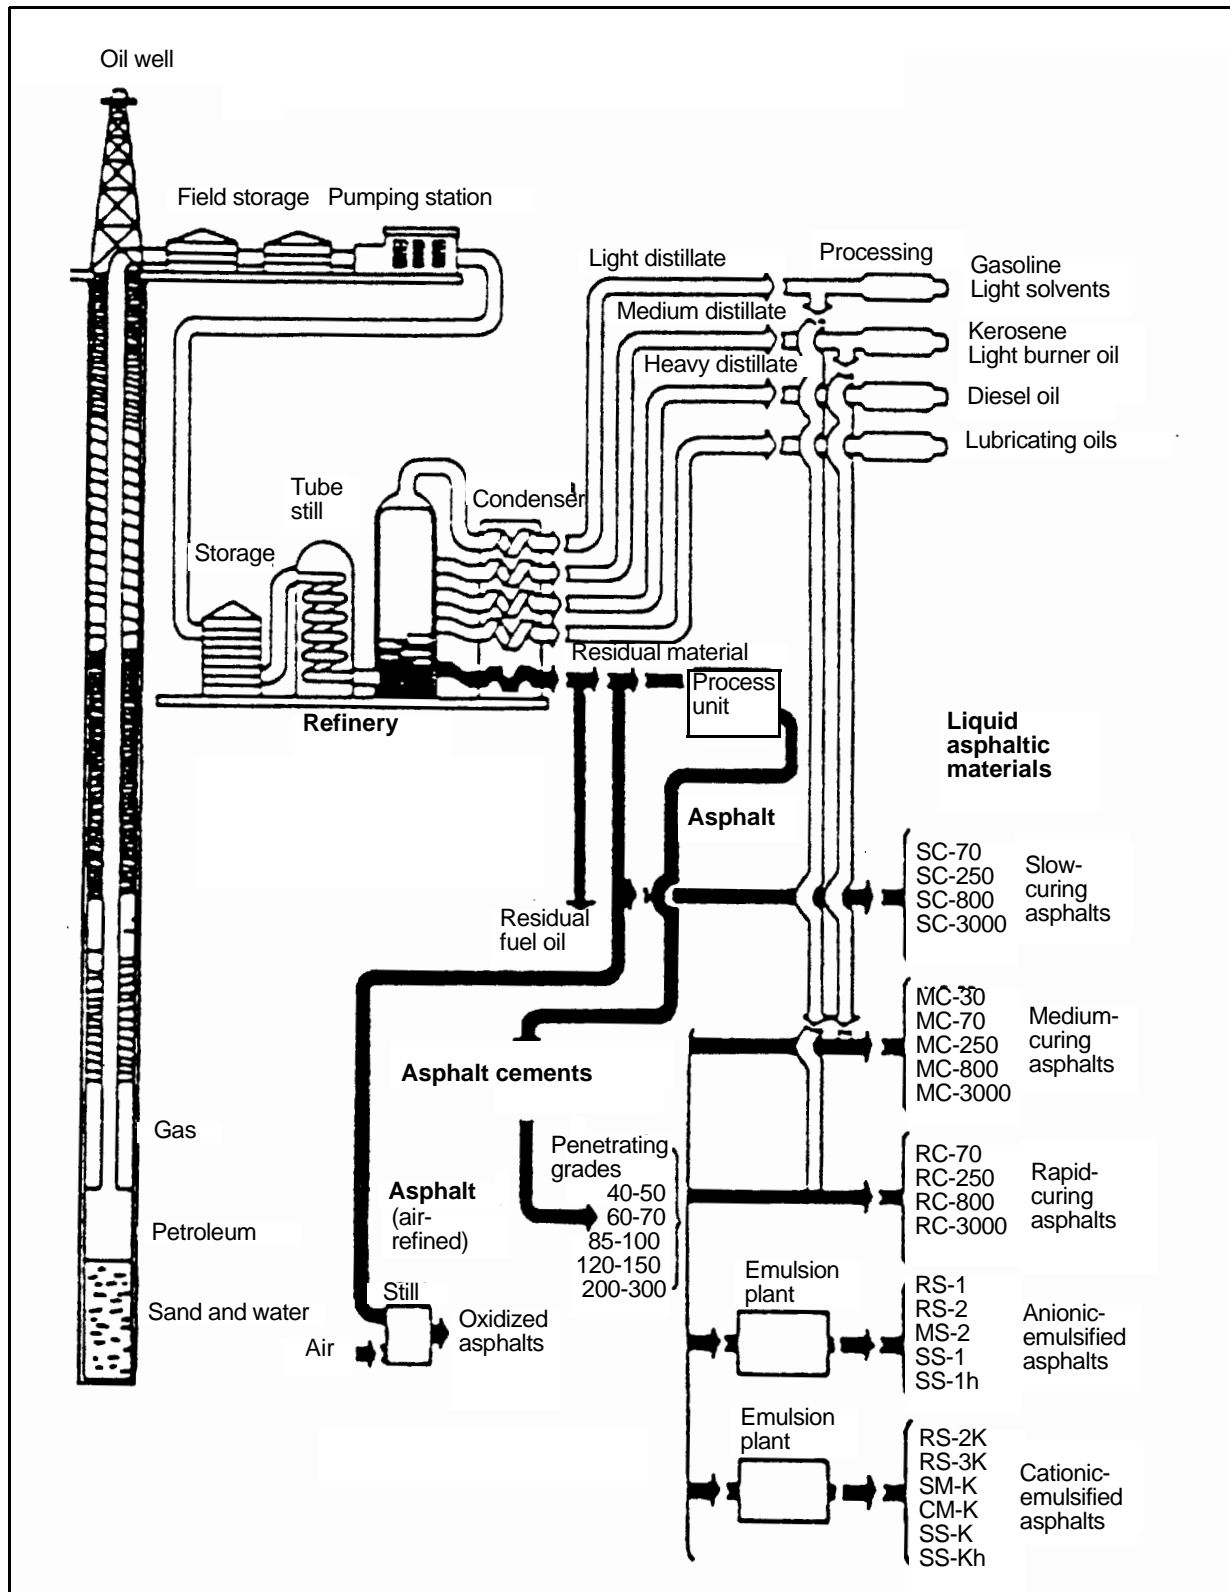 Oil well
Field storage
Pumping station
Light distillate
Processing
Gasoline
Light solvents
Medium distillate
Kerosene
Light burner oil
Heavy distillate
Diesel oil
Lubricating oils
Tube
still
Condenser
Storage
Residual material
Process
unit
Refinery
Liquid
asphaltic
materials
Asphalt
SC-70
SC-250
SC-800
SC-3000
Slow-
curing
asphalts
Residual
fuel oil
MC-30
MC-70
MC-250
MC-800
MC-3000
Medium-
curing
asphalts
Asphalt cements
Gas
Penetrating
grades
40-50
60-70
85-100
120-150
200-300
RC-70
RC-250
RC-800
RC-3000
Rapid-
curing
asphalts
Asphalt
(air-
refined)
Petroleum
Sand and water
Still
Air
Oxidized
asphalts
Emulsion
plant
RS-1
RS-2
MS-2
SS-1
SS-1h
Anionic-
emulsified
asphalts
Emulsion
plant
RS-2K
RS-3K
SM-K
CM-K
SS-K
SS-Kh
Cationic-
emulsified
asphalts